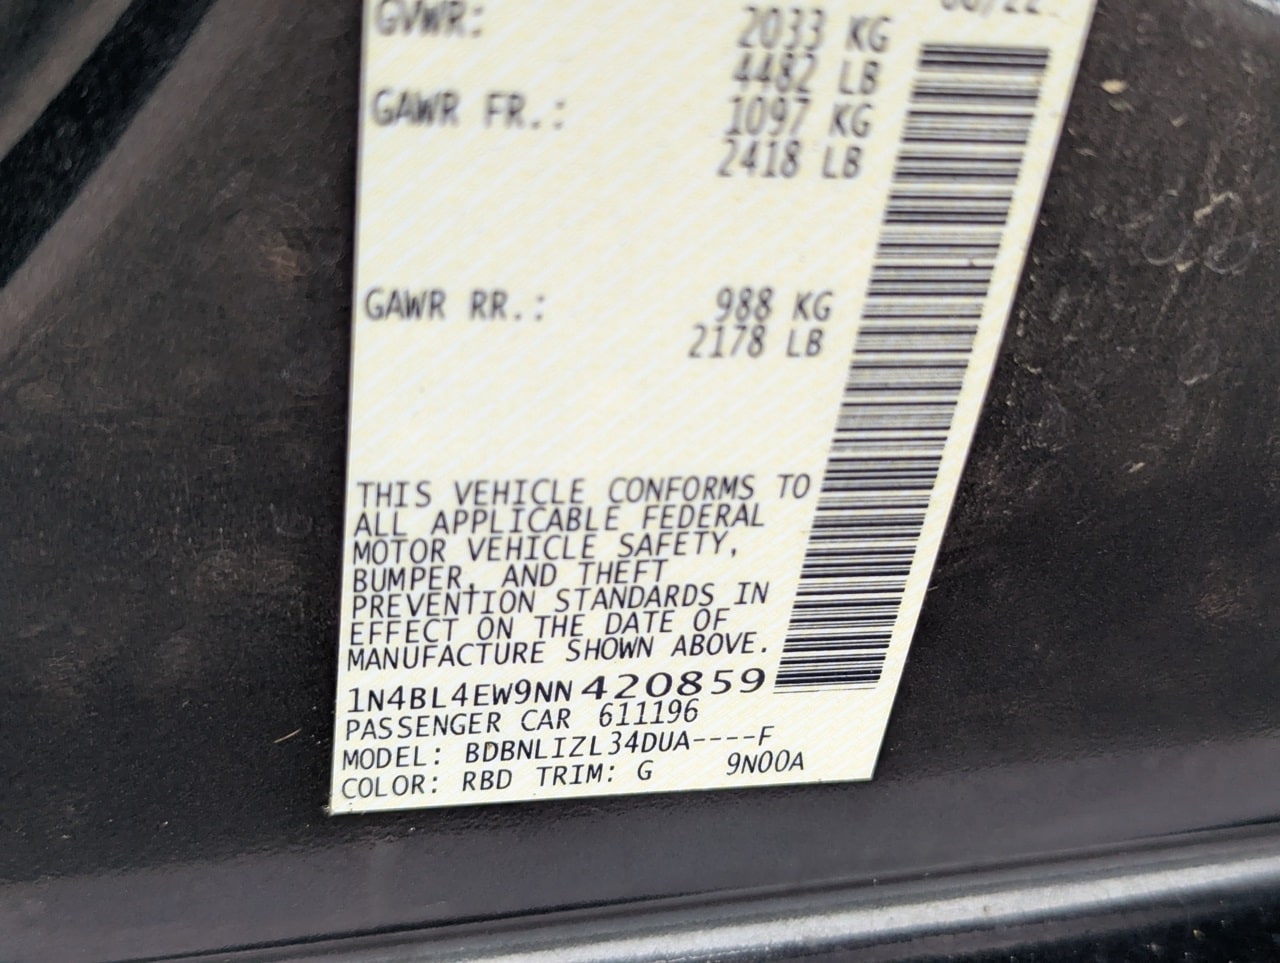 GVWR: 2033 KG
4482 LB
GAWR FR.: 1097 KG
2418 LB
GAWR RR.: 988 KG
2178 LB
THIS VEHICLE CONFORMS TO
ALL APPLICABLE FEDERAL
MOTOR VEHICLE SAFETY,
BUMPER, AND THEFT
PREVENTION STANDARDS IN
EFFECT ON THE DATE OF
MANUFACTURE SHOWN ABOVE.
1N4BL4EW9NN420859
PASSENGER CAR 611196
MODEL: BDBNLIZL34DUA----F
COLOR: RBD TRIM: G 9N00A